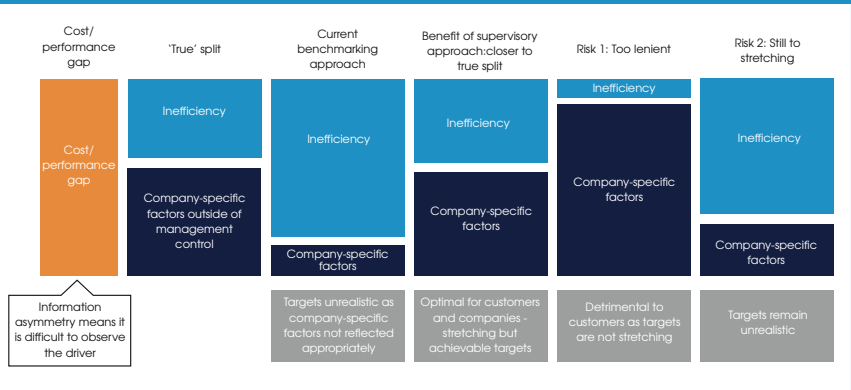 Cost/
performance
gap
'True' split
Current
benchmarking
approach
Benefit of supervisory
approach:closer to
true split
Risk 1: Too lenient
Risk 2: Still to
stretching
Cost/
performance
gap
Inefficiency
Company-specific
factors outside of
management
control
Inefficiency
Company-specific
factors
Inefficiency
Company-specific
factors
Inefficiency
Company-specific
factors
Inefficiency
Company-specific
factors
Information
asymmetry means it
is difficult to observe
the driver
Targets unrealistic as
company-specific
factors not reflected
appropriately
Optimal for customers
and companies -
stretching but
achievable targets
Detrimental to
customers as targets
are not stretching
Targets remain
unrealistic